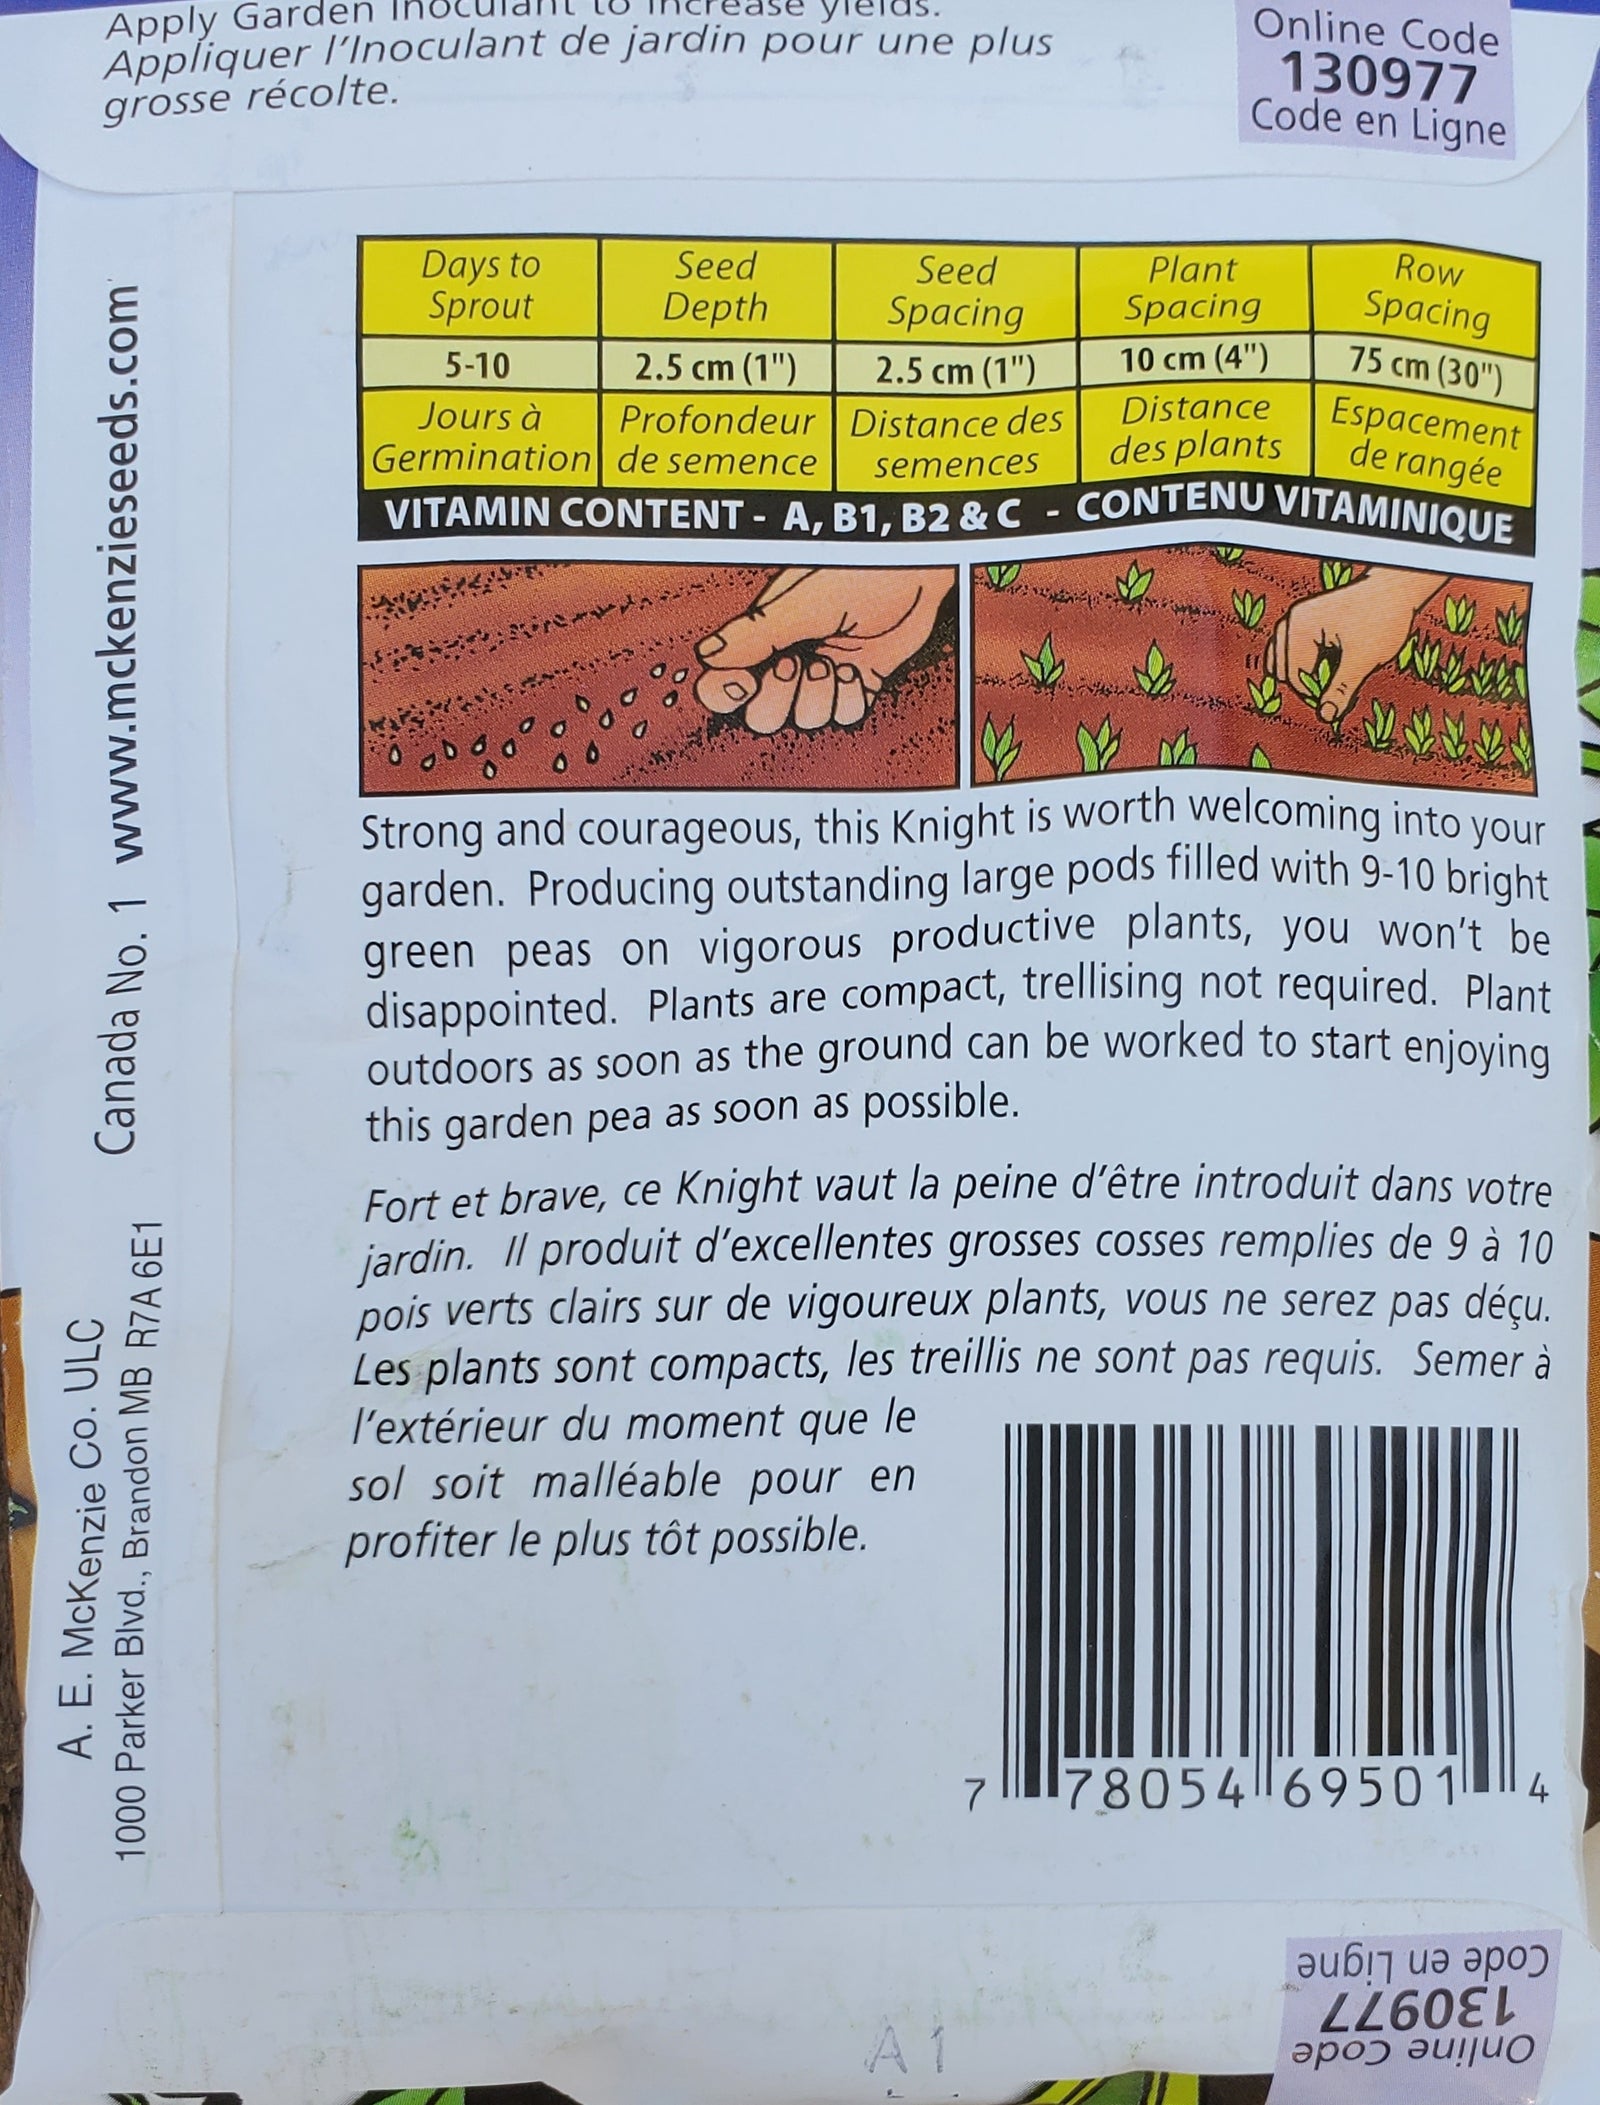 Apply Garden Inoculant to increase yields.
Appliquer l'Inoculant de jardin pour une plus
grosse récolte.
Online Code
130977
Code en Ligne
Days to
Sprout
Seed
Depth
Seed
Spacing
Plant
Spacing
Row
Spacing
5-10
2.5 cm (1")
2.5 cm (1")
10 cm (4")
75 cm (30")
Jours à
Germination
Profondeur
de semence
Distance des
semences
Distance
des plants
Espacement
de rangée
VITAMIN CONTENT - A, B1, B2 & C - CONTENU VITAMINIQUE
Strong and courageous, this Knight is worth welcoming into your
garden. Producing outstanding large pods filled with 9-10 bright
green peas on vigorous productive plants, you won't be
disappointed. Plants are compact, trellising not required. Plant
outdoors as soon as the ground can be worked to start enjoying
this garden pea as soon as possible.
Fort et brave, ce Knight vaut la peine d'être introduit dans votre
jardin. Il produit d'excellentes grosses cosses remplies de 9 à 10
pois verts clairs sur de vigoureux plants, vous ne serez pas déçu.
Les plants sont compacts, les treillis ne sont pas requis. Semer à
l'extérieur du moment que le
sol soit malléable pour en
profiter le plus tôt possible.
7 78054 69501 4
A. E. McKenzie Co. ULC
1000 Parker Blvd., Brandon MB R7A 6E1
Canada No. 1 www.mckenzieseeds.com
A1
Online Code
130977
Code en Ligne